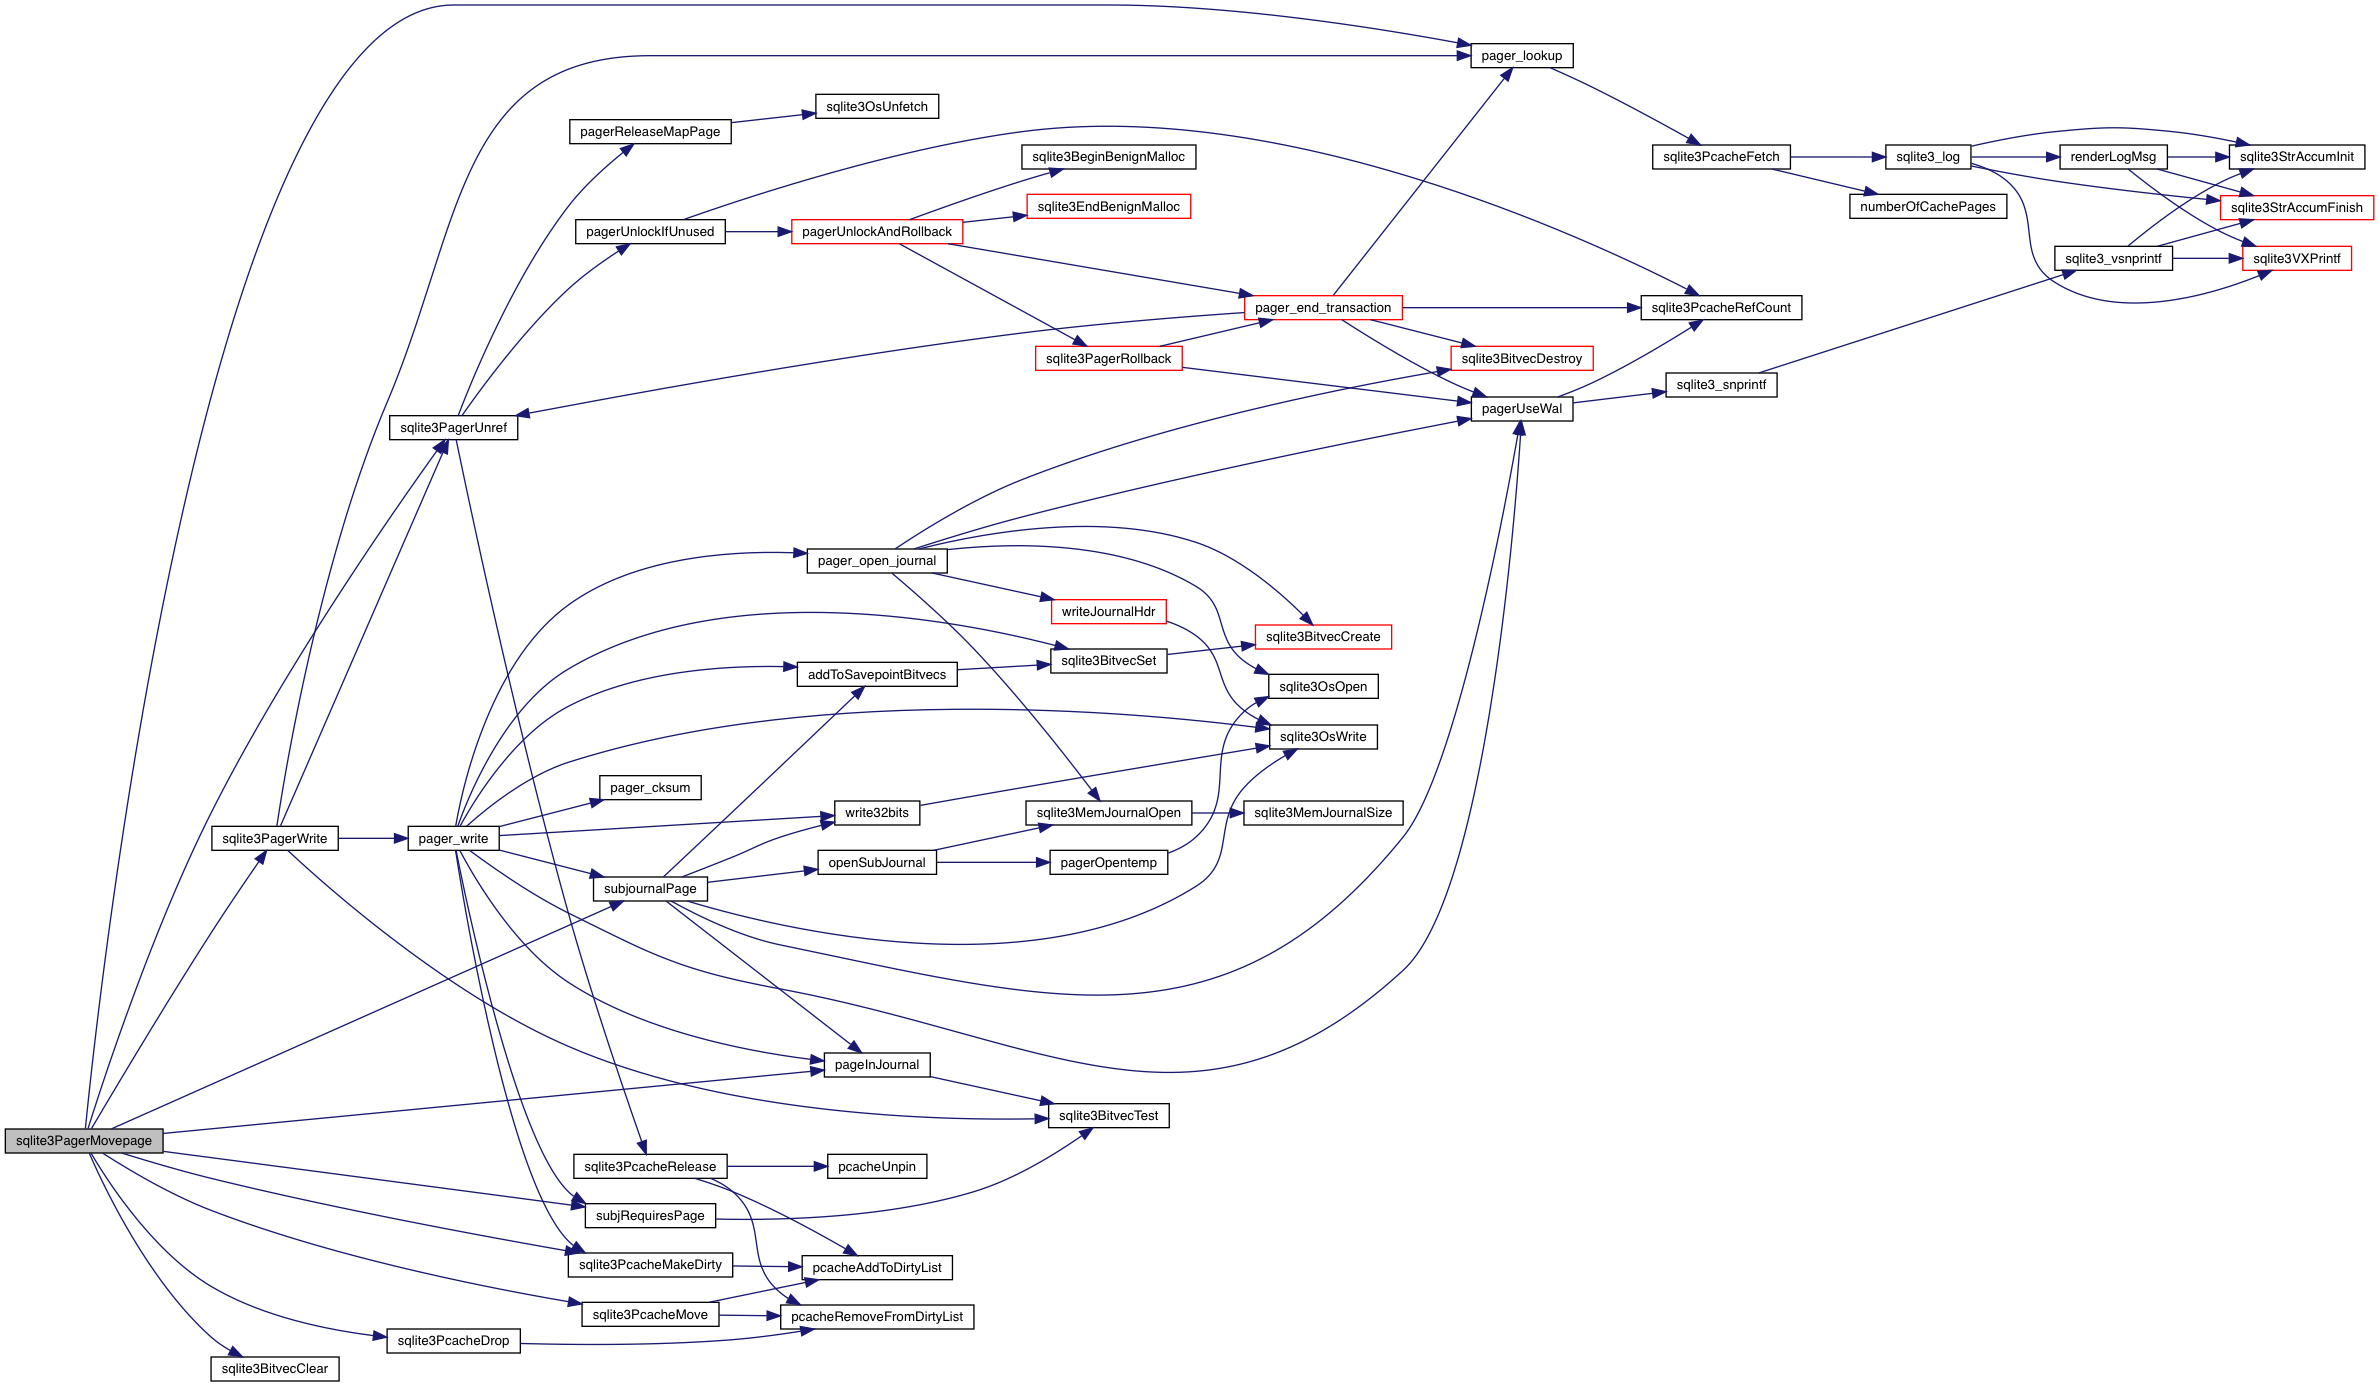 pager_lookup
sqlite3OsUnfetch
pagerReleaseMapPage
sqlite3BeginBenignMalloc
sqlite3PcacheFetch
sqlite3_log
renderLogMsg
sqlite3StrAccumInit
sqlite3EndBenignMalloc
numberOfCachePages
sqlite3StrAccumFinish
pagerUnlockIfUnused
pagerUnlockAndRollback
sqlite3_vsnprintf
sqlite3VXPrintf
pager_end_transaction
sqlite3PcacheRefCount
sqlite3PagerRollback
sqlite3BitvecDestroy
sqlite3_snprintf
pagerUseWal
sqlite3PagerUnref
pager_open_journal
writeJournalHdr
sqlite3BitvecCreate
sqlite3BitvecSet
addToSavepointBitvecs
sqlite3OsOpen
sqlite3OsWrite
pager_cksum
write32bits
sqlite3MemJournalOpen
sqlite3MemJournalSize
sqlite3PagerWrite
pager_write
openSubJournal
pagerOpentemp
subjournalPage
pageInJournal
sqlite3BitvecTest
sqlite3PagerMovepage
sqlite3PcacheRelease
pcacheUnpin
subjRequiresPage
sqlite3PcacheMakeDirty
pcacheAddToDirtyList
sqlite3PcacheMove
pcacheRemoveFromDirtyList
sqlite3PcacheDrop
sqlite3BitvecClear